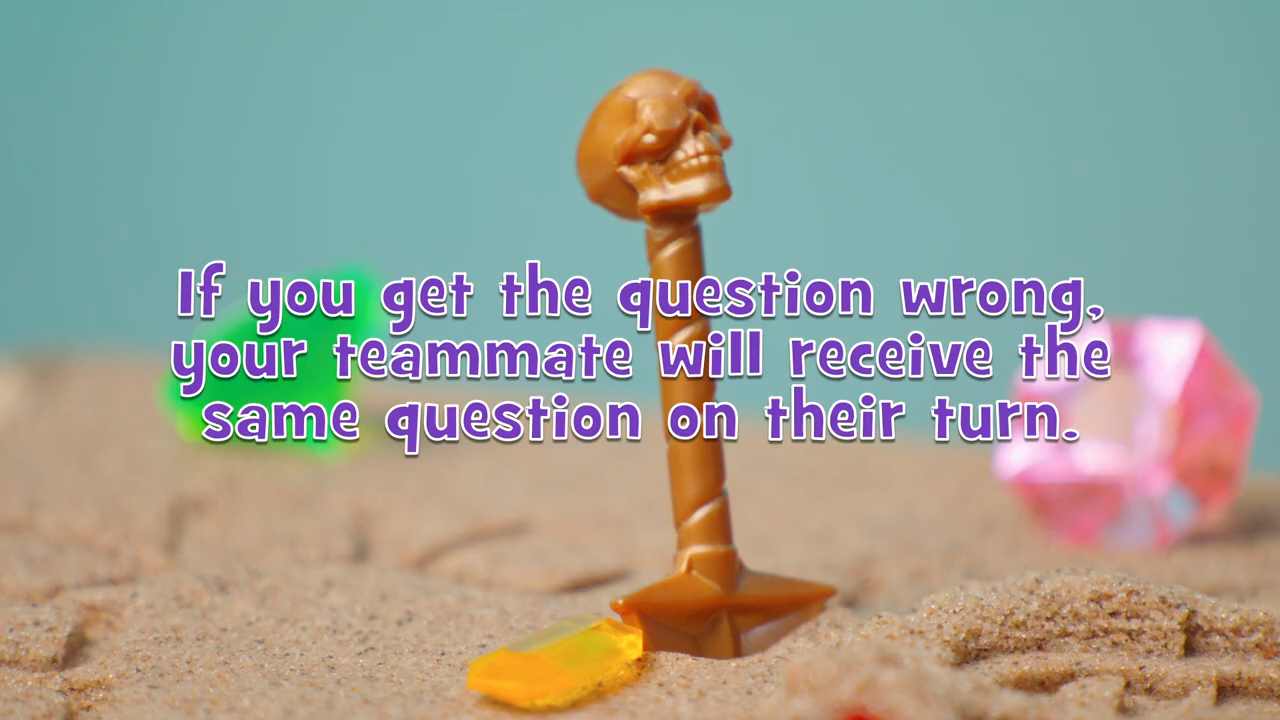 If you get the question wrong,
your teammate will receive the
same question on their turn.